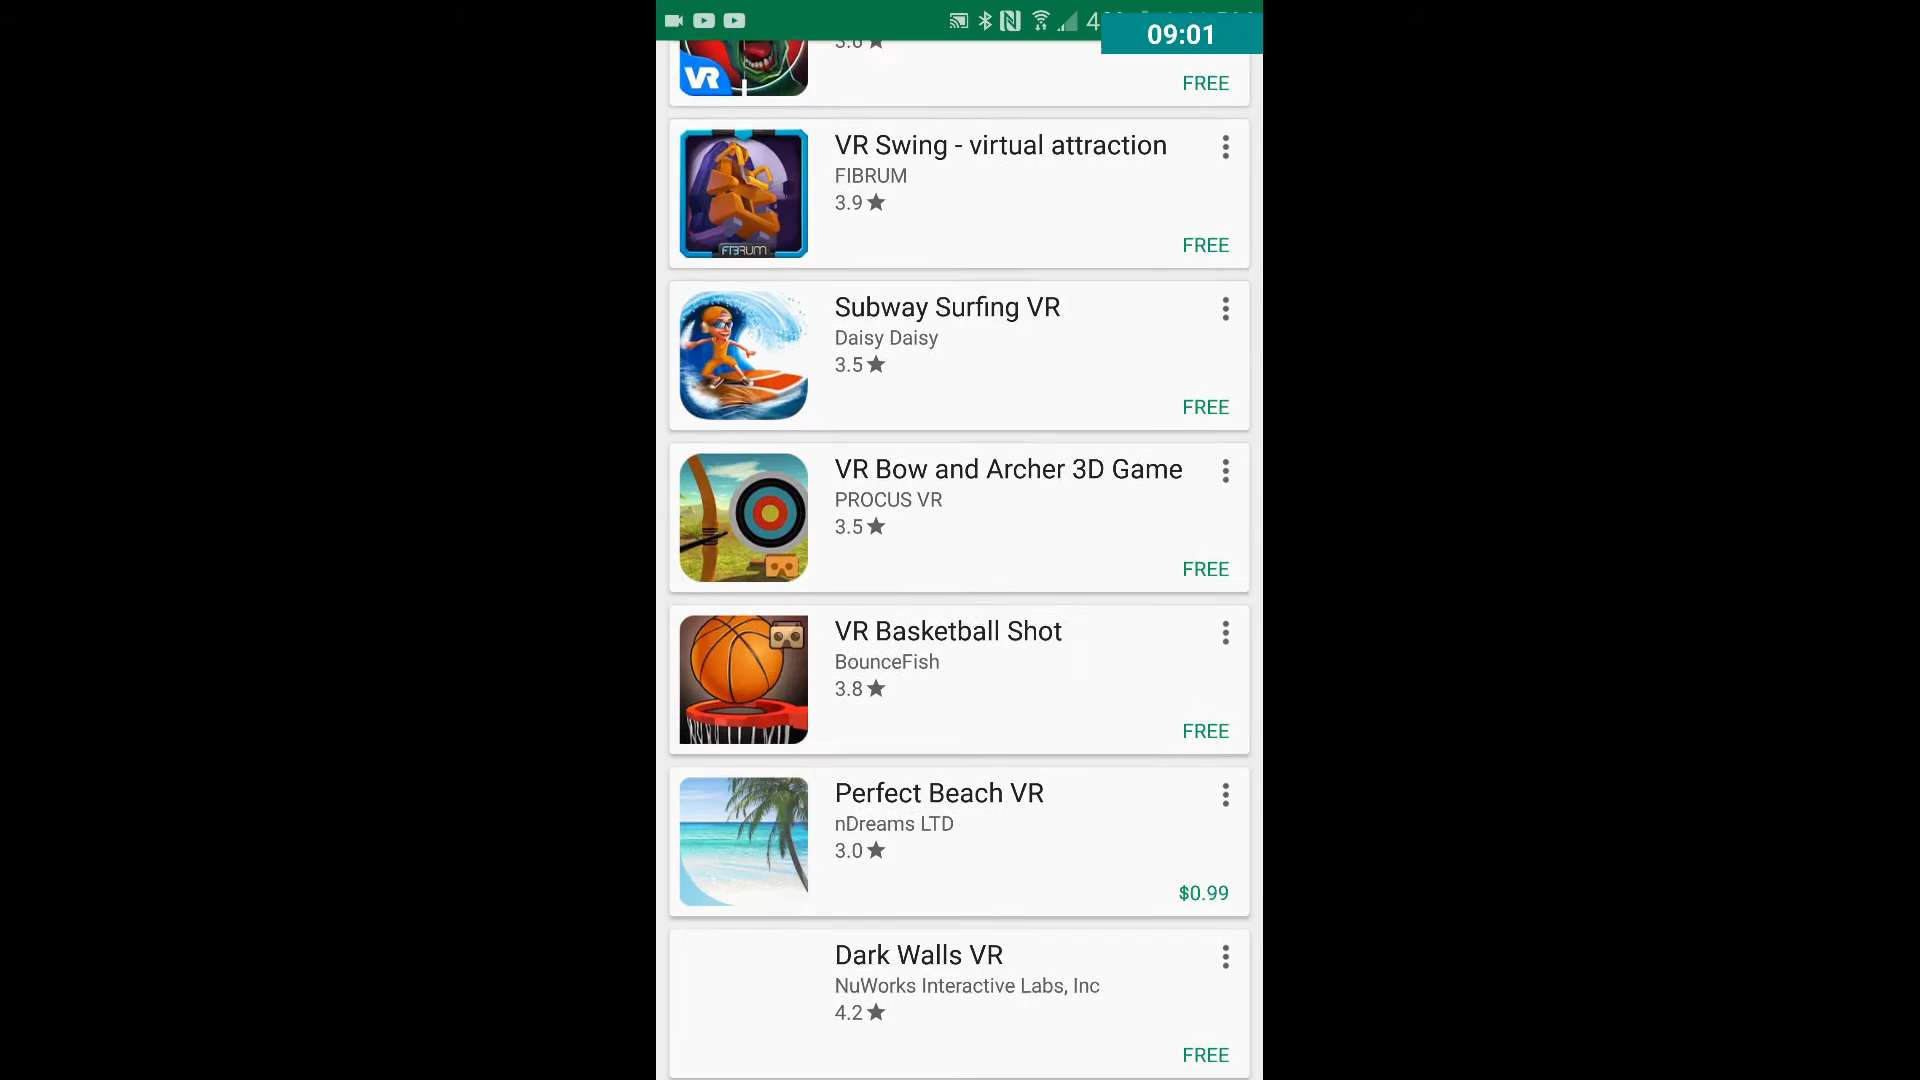 09:01
VR
FREE
VR Swing - virtual attraction
FIBRUM
3.9
FIBRUM
FREE
Subway Surfing VR
Daisy Daisy
3.5
FREE
VR Bow and Archer 3D Game
PROCUS VR
3.5
FREE
VR Basketball Shot
BounceFish
3.8
FREE
Perfect Beach VR
nDreams LTD
3.0
$0.99
Dark Walls VR
NuWorks Interactive Labs, Inc
4.2
FREE